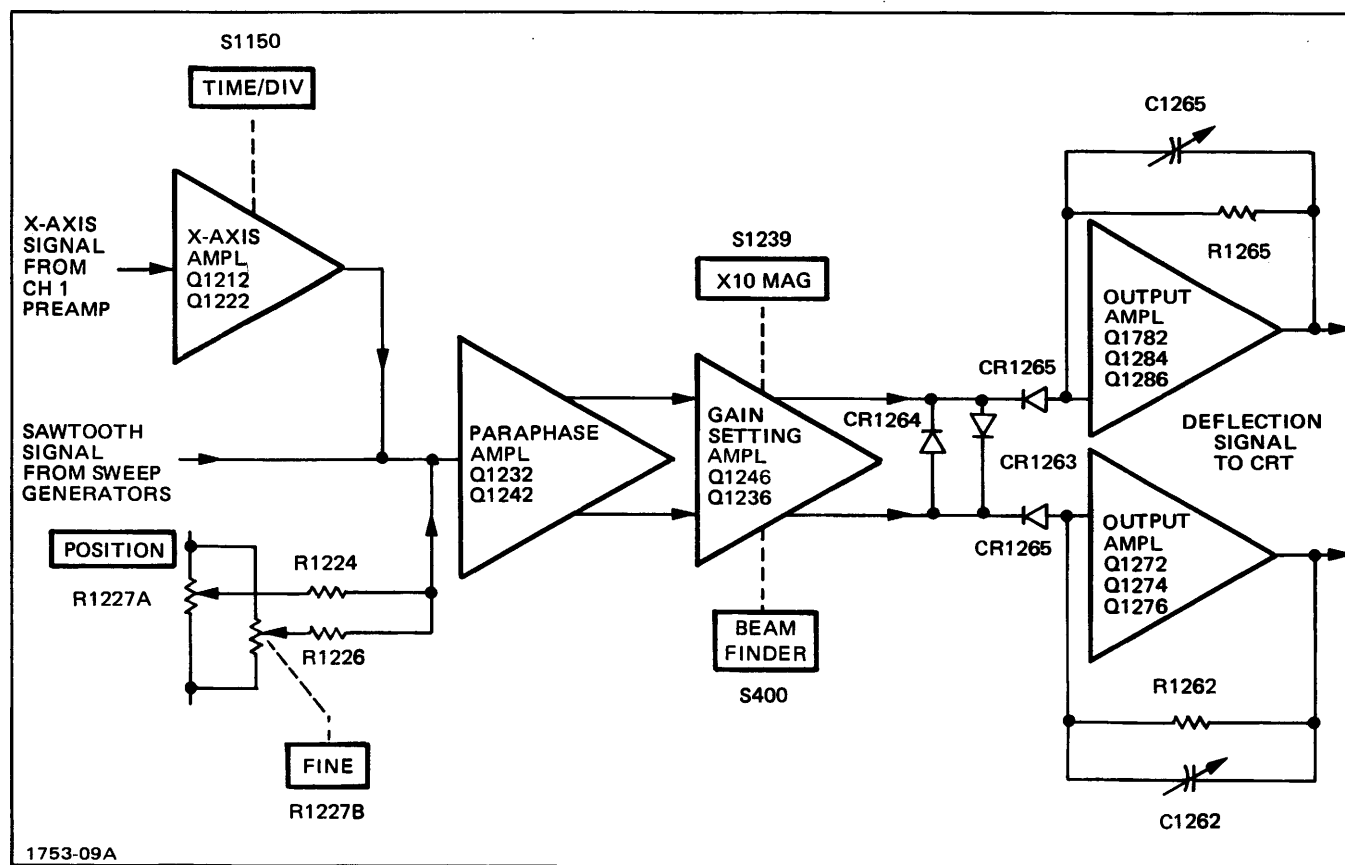 S1150
TIME/DIV
C1265
X-AXIS
SIGNAL
FROM
CH 1
PREAMP
X-AXIS
AMPL
Q1212
Q1222
S1239
X10 MAG
R1265
OUTPUT
AMPL
Q1782
Q1284
Q1286
CR1265
SAWTOOTH
SIGNAL
FROM SWEEP
GENERATORS
PARAPHASE
AMPL
Q1232
Q1242
GAIN
SETTING
AMPL
Q1246
Q1236
CR1264
CR1263
DEFLECTION
SIGNAL
TO CRT
CR1265
OUTPUT
AMPL
Q1272
Q1274
Q1276
POSITION
R1227A
R1224
R1226
BEAM
FINDER
S400
R1262
FINE
R1227B
C1262
1753-09A